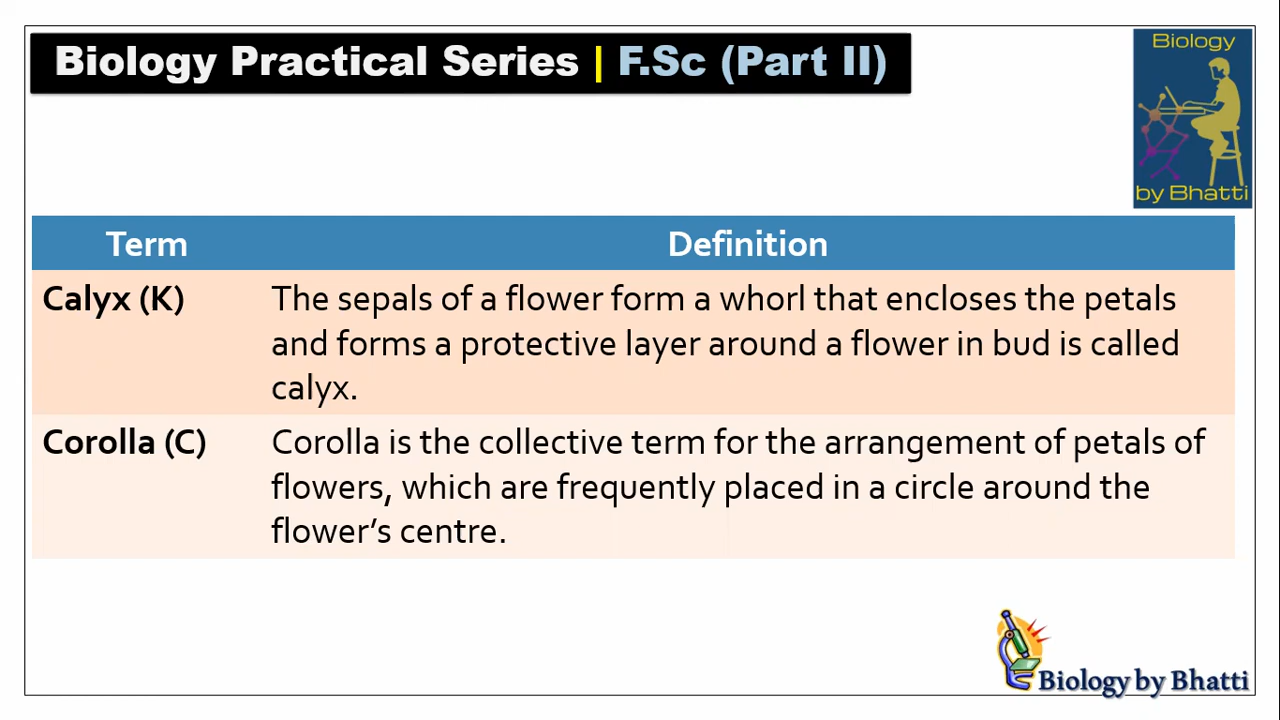 Biology Practical Series | F.Sc (Part II)
Biology
by Bhatti
Term Definition
Calyx (K) The sepals of a flower form a whorl that encloses the petals
and forms a protective layer around a flower in bud is called
calyx.
Corolla (C) Corolla is the collective term for the arrangement of petals of
flowers, which are frequently placed in a circle around the
flower's centre.
Biology by Bhatti